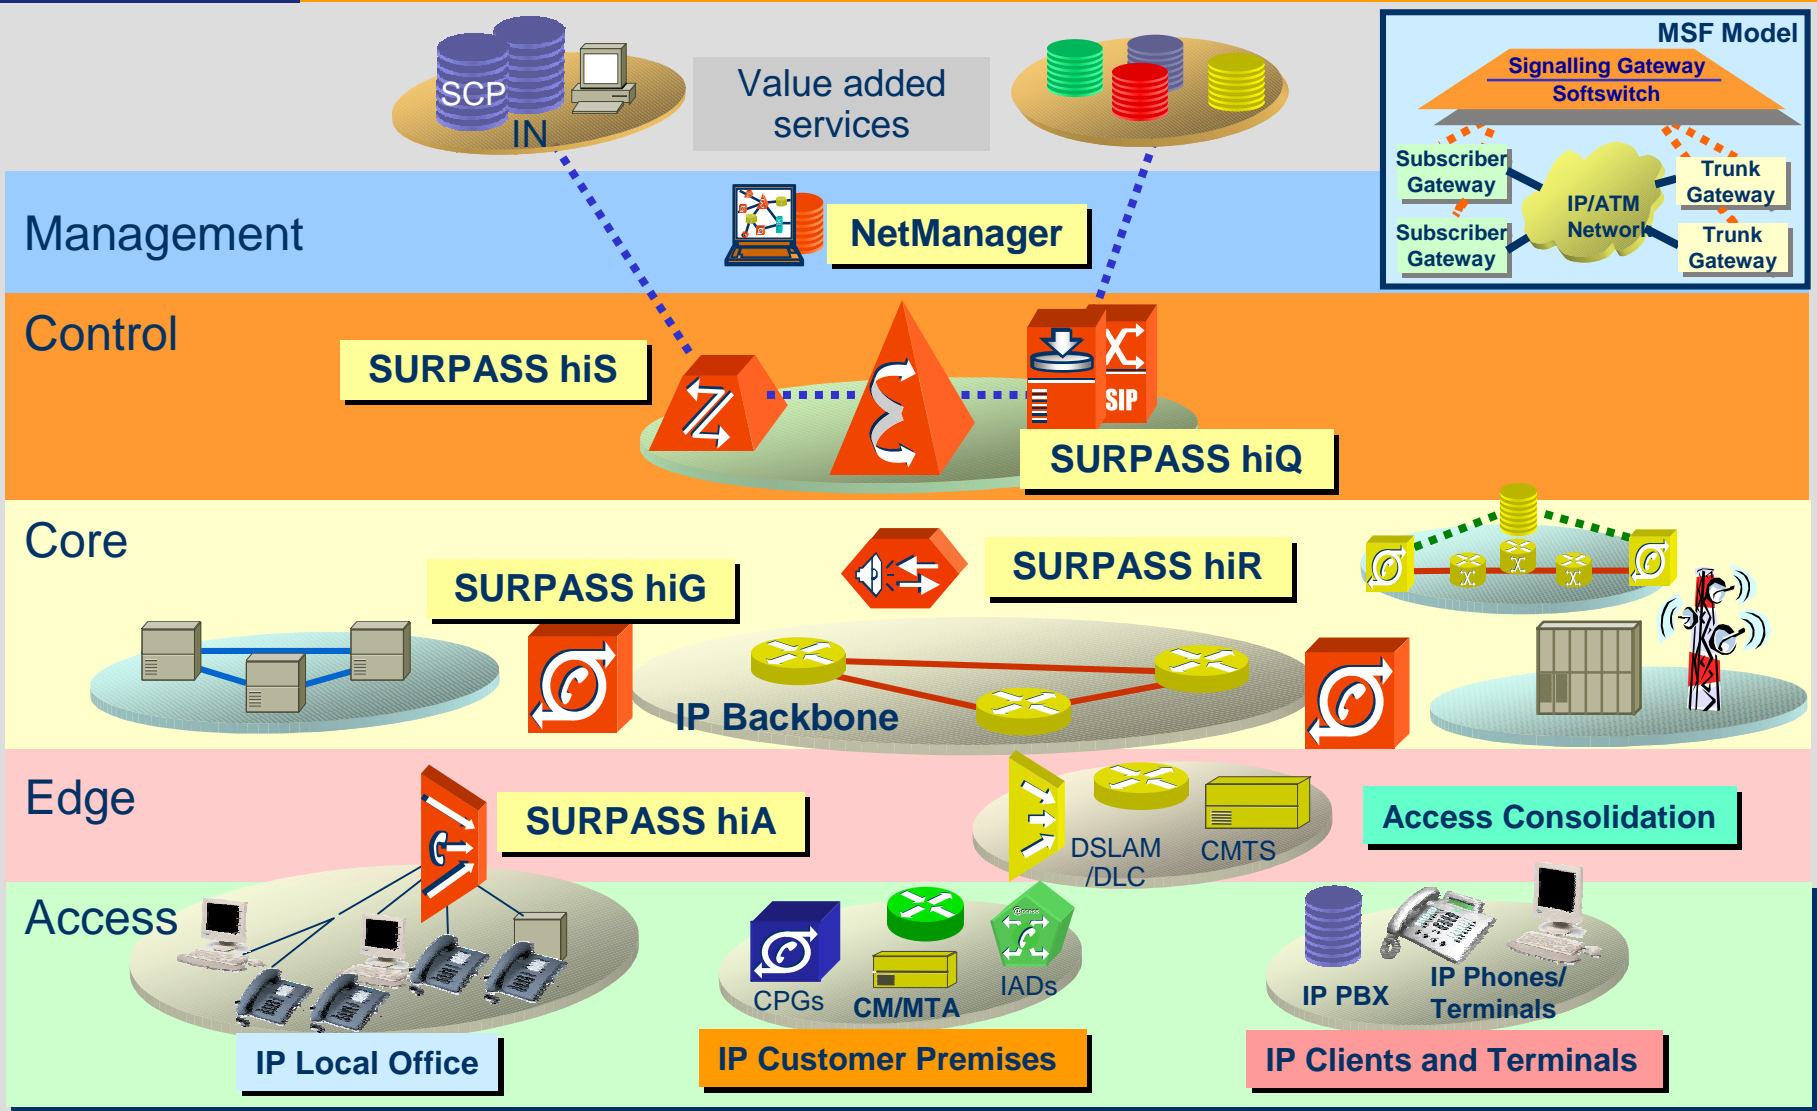 MSF Model
Signalling Gateway
Softswitch
Subscriber
Gateway
Trunk
Gateway
IP/ATM
Network
Subscriber
Gateway
Trunk
Gateway
SCP
IN
Value added
services
Management
NetManager
Control
SURPASS hiS
SIP
SURPASS hiQ
Core
SURPASS hiR
SURPASS hiG
IP Backbone
Edge
SURPASS hiA
DSLAM
/DLC
CMTS
Access Consolidation
Access
@ccess
CPGs
CM/MTA
IADs
IP PBX
IP Phones/
Terminals
IP Local Office
IP Customer Premises
IP Clients and Terminals